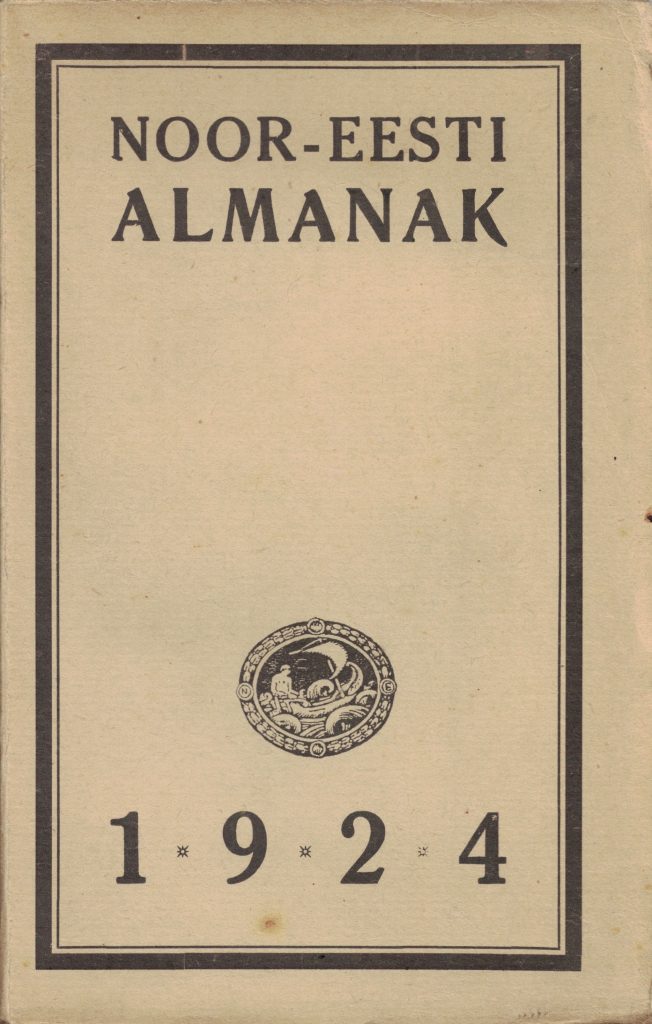 NOOR-EESTI
ALMANAK
N E
1924